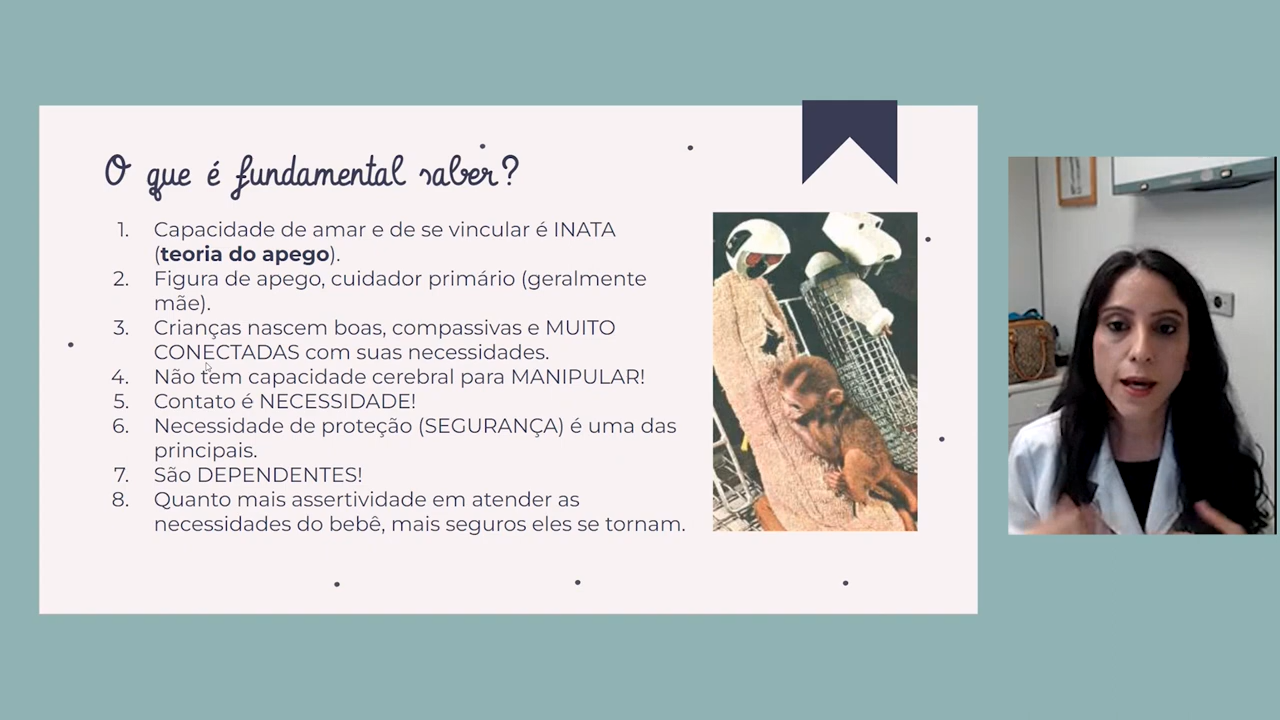 O que é fundamental saber?
1. Capacidade de amar e de se vincular é INATA
(teoria do apego).
2. Figura de apego, cuidador primário (geralmente
mãe).
3. Crianças nascem boas, compassivas e MUITO
CONECTADAS com suas necessidades.
4. Não tem capacidade cerebral para MANIPULAR!
5. Contato é NECESSIDADE!
6. Necessidade de proteção (SEGURANÇA) é uma das
principais.
7. São DEPENDENTES!
8. Quanto mais assertividade em atender as
necessidades do bebê, mais seguros eles se tornam.